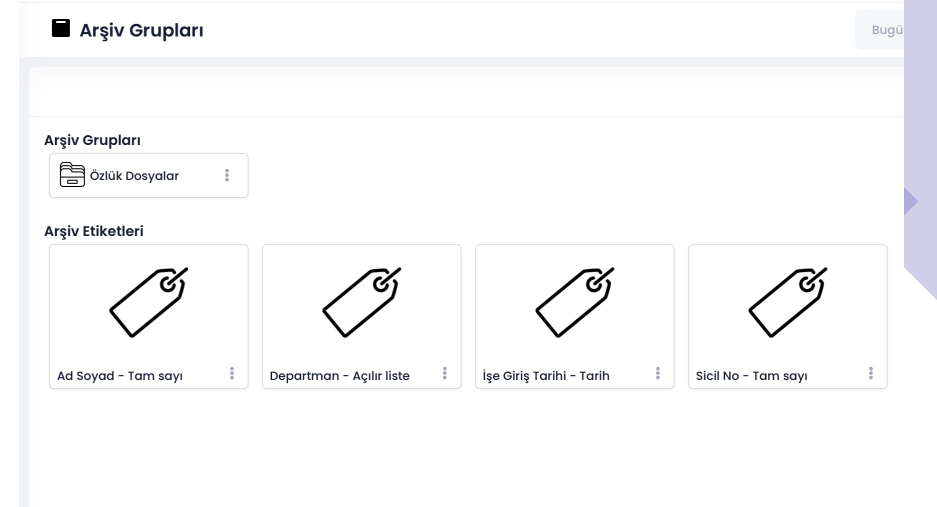 Arşiv Grupları
Bugü
Arşiv Grupları
Özlük Dosyalar
Arşiv Etiketleri
Ad Soyad - Tam sayı
Departman - Açılır liste
İşe Giriş Tarihi - Tarih
Sicil No - Tam sayı